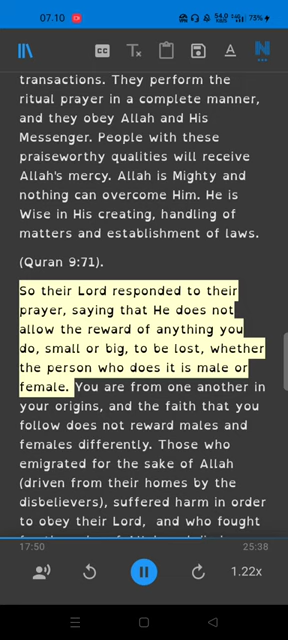 07.10
54.0
73%
CC
transactions. They perform the
ritual prayer in a complete manner,
and they obey Allah and His
Messenger. People with these
praiseworthy qualities will receive
Allah's mercy. Allah is Mighty and
nothing can overcome Him. He is
Wise in His creating, handling of
matters and establishment of laws.
(Quran 9:71).
So their Lord responded to their
prayer, saying that He does not
allow the reward of anything you
do, small or big, to be lost, whether
the person who does it is male or
female. You are from one another in
your origins, and the faith that you
follow does not reward males and
females differently. Those who
emigrated for the sake of Allah
(driven from their homes by the
disbelievers), suffered harm in order
to obey their Lord, and who fought
17:50
25:38
1.22x